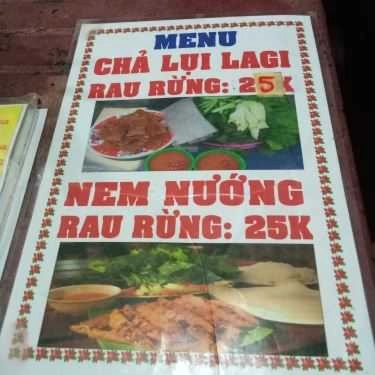 MENU
CHẢ LỤI LAGI
RAU RỪNG: 25K
NEM NƯỚNG
RAU RỪNG: 25K